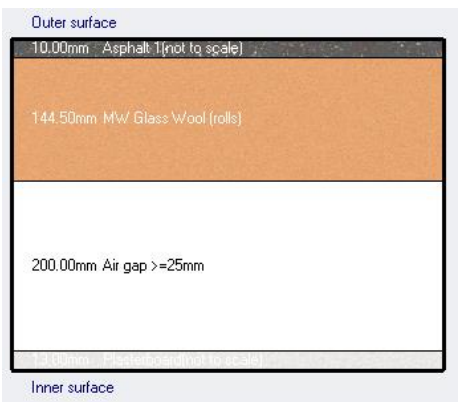 Outer surface
10.00mm Asphalt 1(not to scale)
144.50mm MW Glass Wool (rolls)
200.00mm Air gap >=25mm
13.00mm Plasterboard(not to scale)
Inner surface